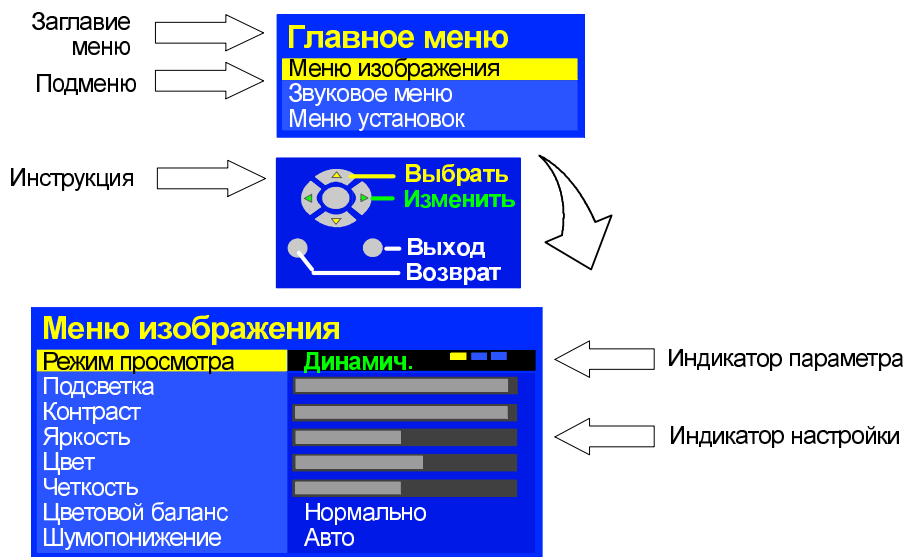 Заглавие
меню
Главное меню
Подменю
Меню изображения
Звуковое меню
Меню установок
Инструкция
Выбрать
Изменить
Выход
Возврат
Меню изображения
Режим просмотра Динамич.
Индикатор параметра
Подсветка
Контраст
Яркость
Индикатор настройки
Цвет
Четкость
Цветовой баланс Нормально
Шумопонижение Авто